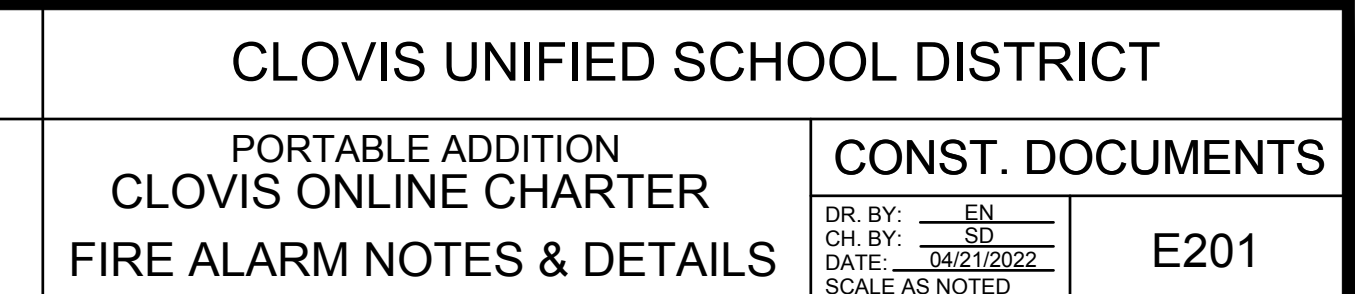 CLOVIS UNIFIED SCHOOL DISTRICT
PORTABLE ADDITION
CLOVIS ONLINE CHARTER
FIRE ALARM NOTES & DETAILS
CONST. DOCUMENTS
DR. BY: EN
CH. BY: SD
DATE: 04/21/2022
SCALE AS NOTED
E201